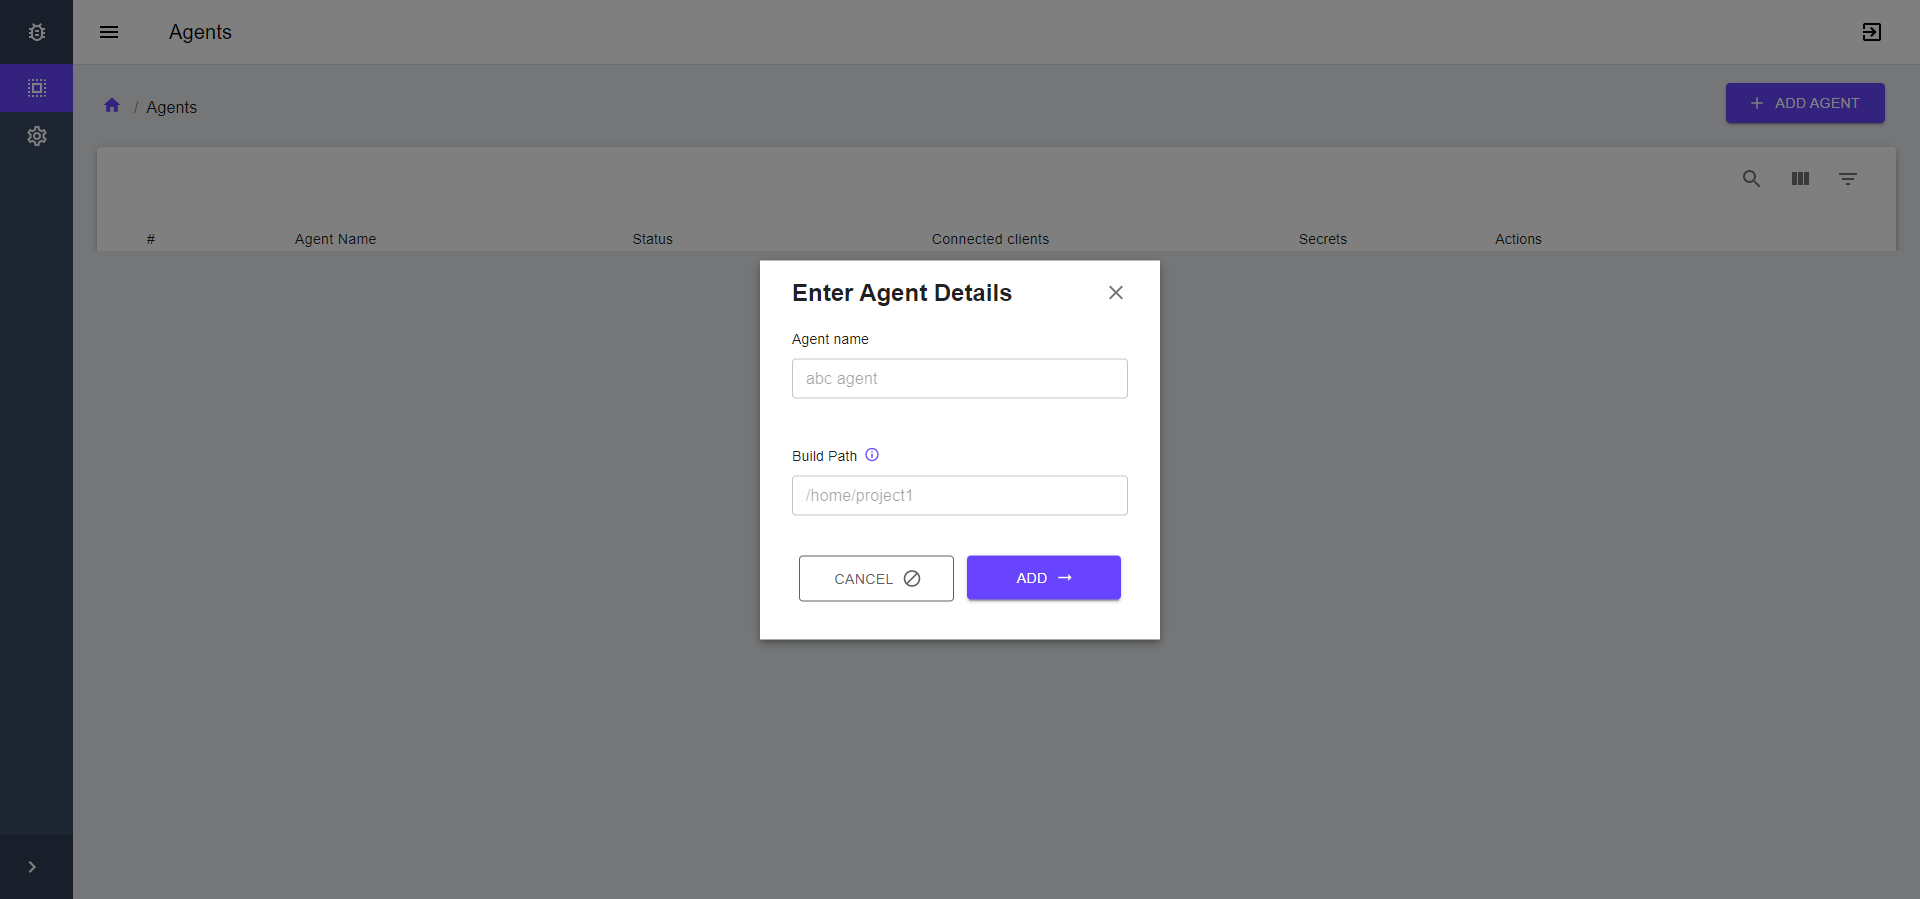 Agents
/ Agents
+ ADD AGENT
# Agent Name Status Connected clients Secrets Actions
Enter Agent Details
Agent name
abc agent
Build Path
/home/project1
CANCEL
ADD